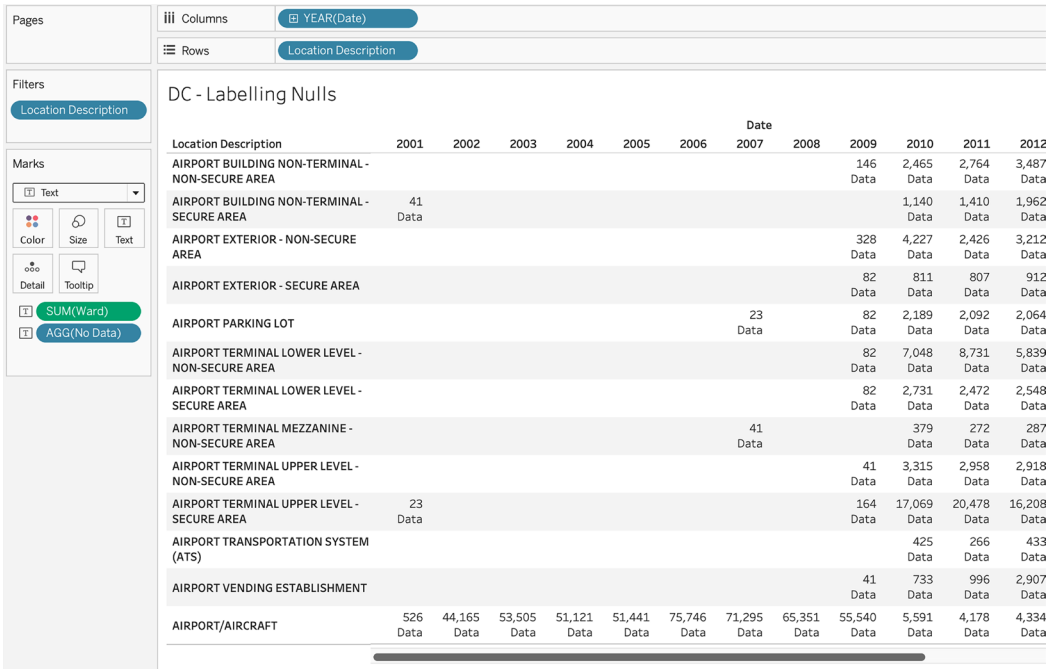 Pages
Columns
YEAR(Date)
Rows
Location Description
Filters
Location Description
Marks
Text
Color Size Text
Detail Tooltip
SUM(Ward)
AGG(No Data)
DC - Labelling Nulls
Date
Location Description 2001 2002 2003 2004 2005 2006 2007 2008 2009 2010 2011 2012
AIRPORT BUILDING NON-TERMINAL - 146 2,465 2,764 3,487
NON-SECURE AREA Data Data Data Data
AIRPORT BUILDING NON-TERMINAL - 41 1,140 1,410 1,962
SECURE AREA Data Data Data Data
AIRPORT EXTERIOR - NON-SECURE 328 4,227 2,426 3,212
AREA Data Data Data Data
AIRPORT EXTERIOR - SECURE AREA 82 811 807 912
Data Data Data Data
AIRPORT PARKING LOT 23 82 2,189 2,092 2,064
Data Data Data Data Data
AIRPORT TERMINAL LOWER LEVEL - 82 7,048 8,731 5,839
NON-SECURE AREA Data Data Data Data
AIRPORT TERMINAL LOWER LEVEL - 82 2,731 2,472 2,548
SECURE AREA Data Data Data Data
AIRPORT TERMINAL MEZZANINE - 41 379 272 287
NON-SECURE AREA Data Data Data Data
AIRPORT TERMINAL UPPER LEVEL - 41 3,315 2,958 2,918
NON-SECURE AREA Data Data Data Data
AIRPORT TERMINAL UPPER LEVEL - 23 164 17,069 20,478 16,208
SECURE AREA Data Data Data Data Data
AIRPORT TRANSPORTATION SYSTEM 425 266 433
(ATS) Data Data Data
AIRPORT VENDING ESTABLISHMENT 41 733 996 2,907
Data Data Data Data
AIRPORT/AIRCRAFT 526 44,165 53,505 51,121 51,441 75,746 71,295 65,351 55,540 5,591 4,178 4,334
Data Data Data Data Data Data Data Data Data Data Data Data